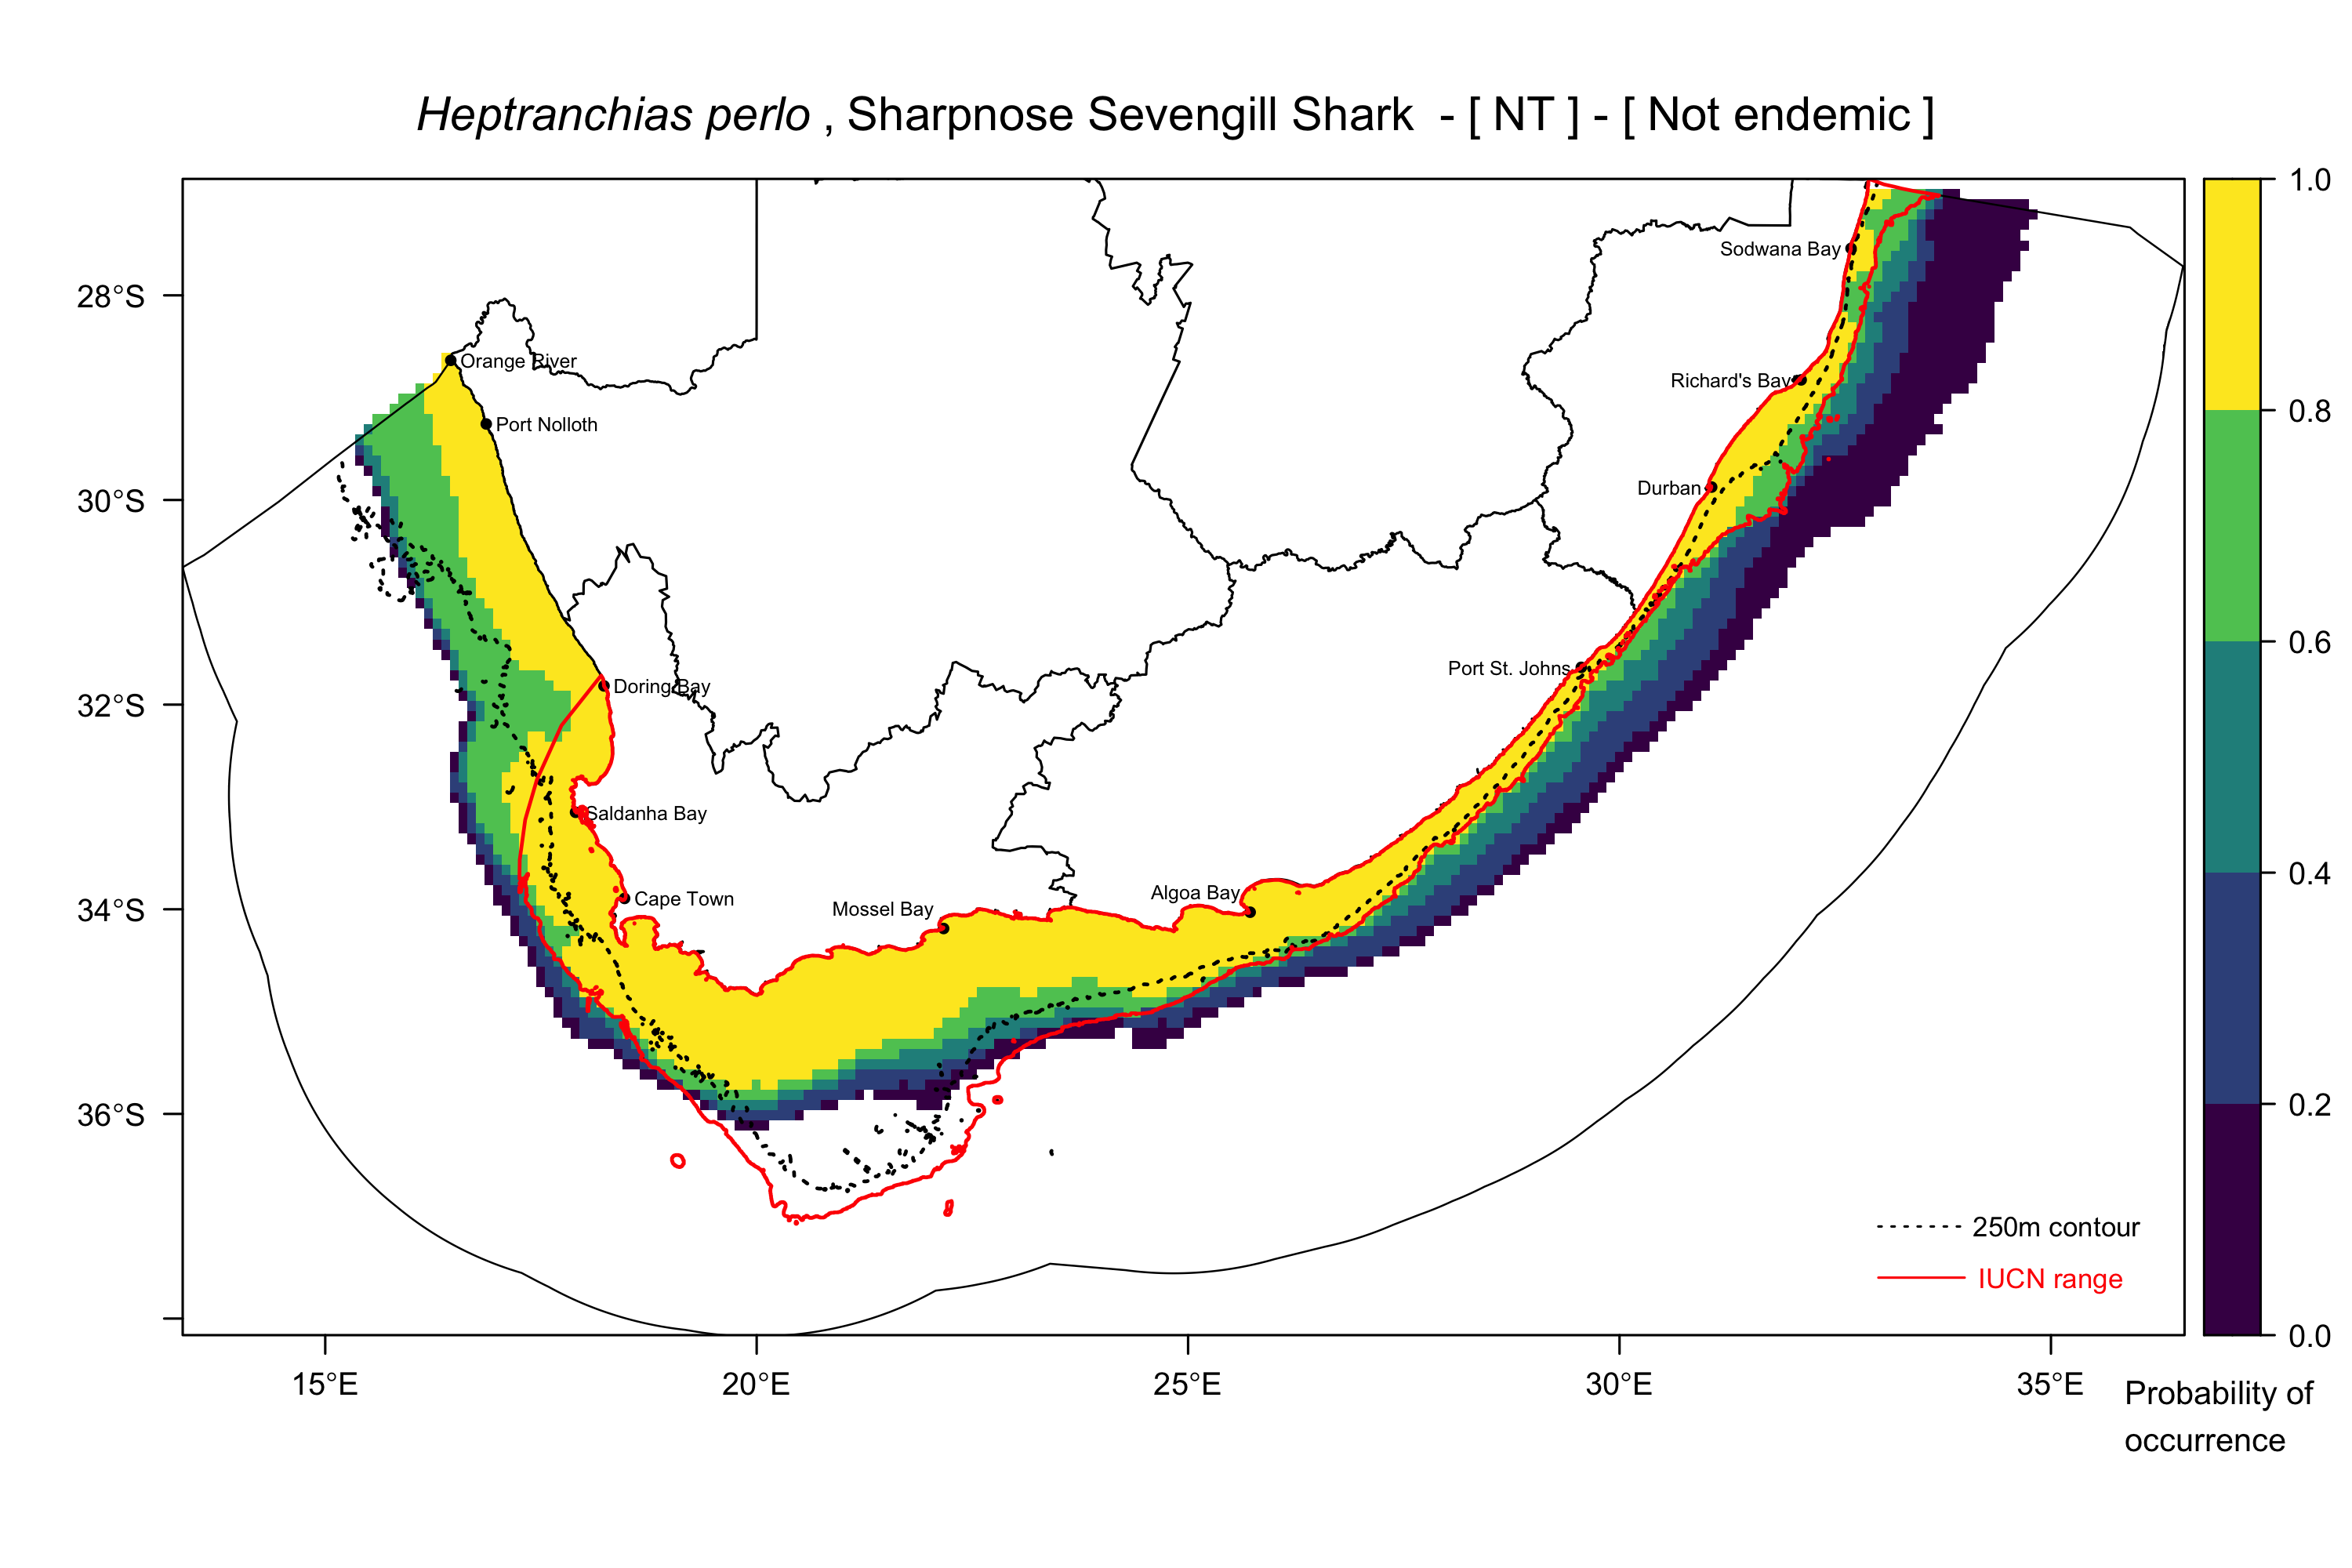 Heptranchias perlo , Sharpnose Sevengill Shark - [ NT ] - [ Not endemic ]
1.0
Sodwana Bay
28°S
Orange River
Richard's Bay
0.8
Port Nolloth
Durban
30°S
0.6
Port St. Johns
Doring Bay
32°S
Saldanha Bay
0.4
Algoa Bay
Cape Town
Mossel Bay
34°S
0.2
36°S
250m contour
IUCN range
0.0
15°E
20°E
25°E
30°E
35°E
Probability of
occurrence